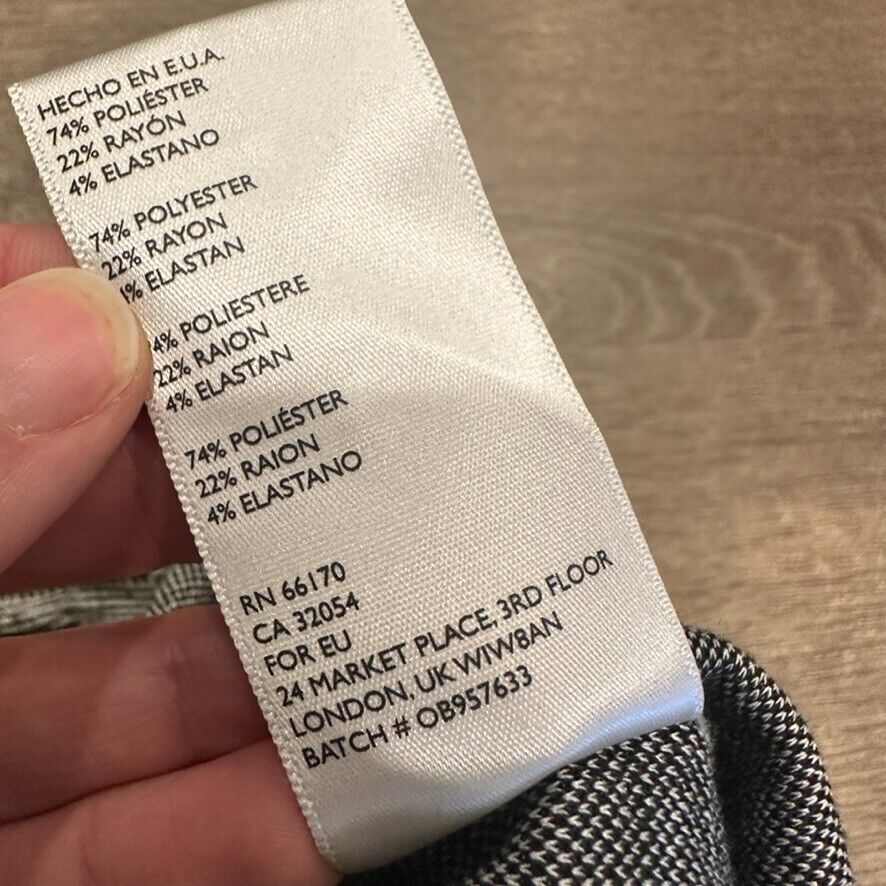 HECHO EN E.U.A.
74% POLIÉSTER
22% RAYÓN
4% ELASTANO
74% POLYESTER
22% RAYON
4% ELASTAN
4% POLIESTERE
22% RAION
4% ELASTAN
74% POLIÉSTER
22% RAION
4% ELASTANO
RN 66170
CA 32054
FOR EU
24 MARKET PLACE, 3RD FLOOR
LONDON, UK W1W8AN
BATCH # OB957633